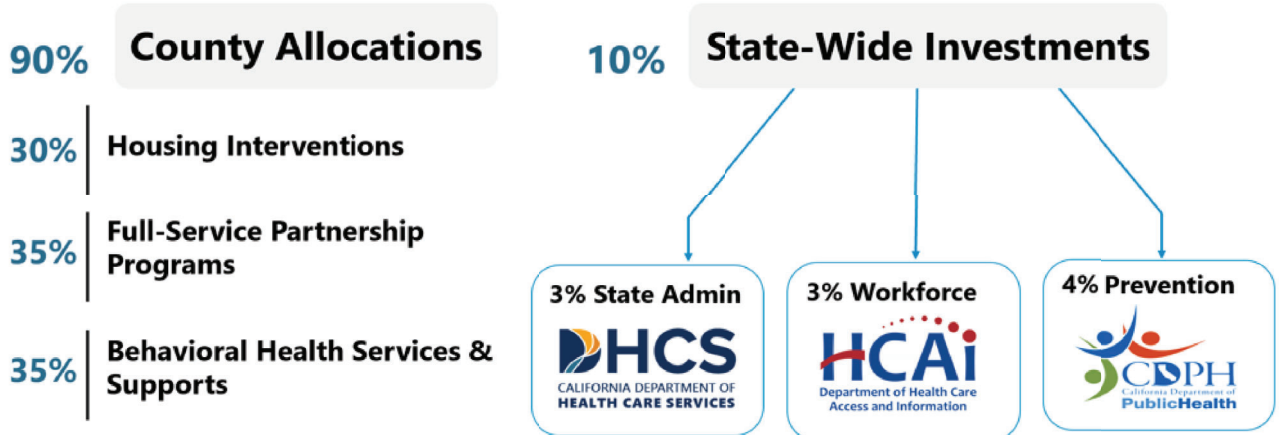 90%
County Allocations
30%
Housing Interventions
35%
Full-Service Partnership
Programs
35%
Behavioral Health Services &
Supports
10%
State-Wide Investments
3% State Admin
DHCS
CALIFORNIA DEPARTMENT OF
HEALTH CARE SERVICES
3% Workforce
HCAi
Department of Health Care
Access and Information
4% Prevention
CDPH
California Department of
PublicHealth